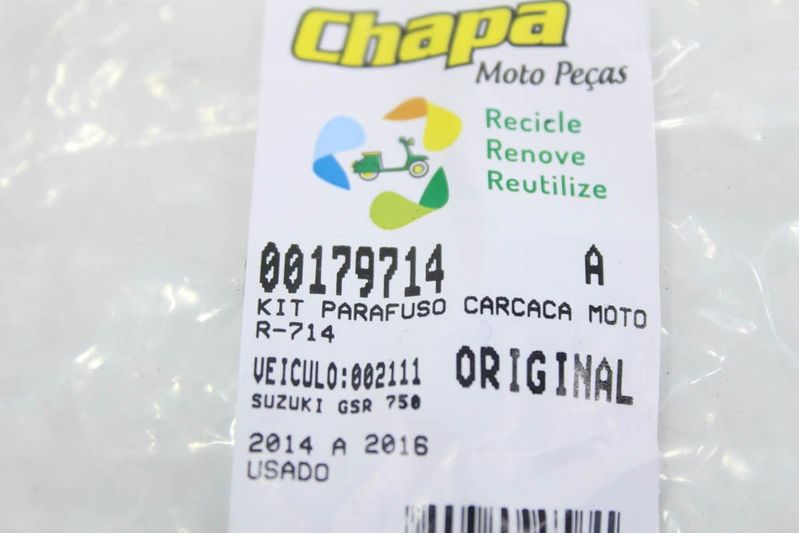 Chapa
Moto Peças
Recicle
Renove
Reutilize
00179714 A
KIT PARAFUSO CARCACA MOTO
R-714
VEICULO:002111 ORIGINAL
SUZUKI GSR 750
2014 A 2016
USADO